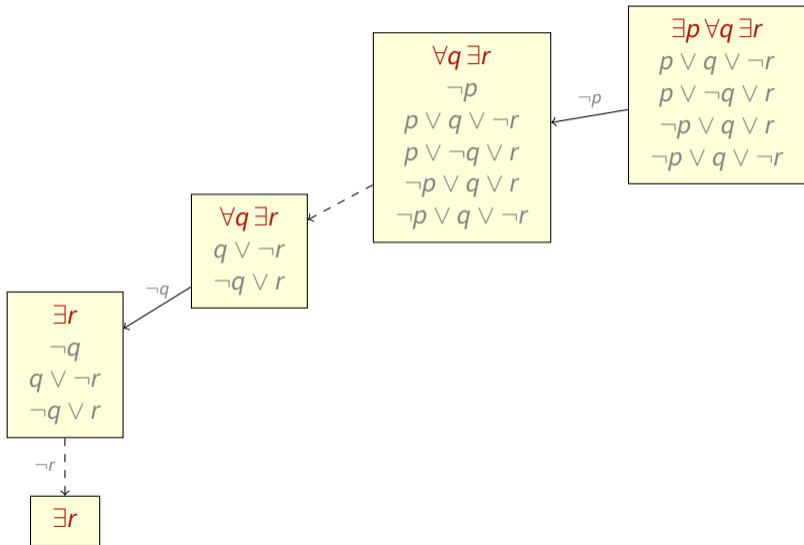 ∃p ∀q ∃r
p ∨ q ∨ ¬r
p ∨ ¬q ∨ r
¬p ∨ q ∨ r
¬p ∨ q ∨ ¬r
¬p
∀q ∃r
¬p
p ∨ q ∨ ¬r
p ∨ ¬q ∨ r
¬p ∨ q ∨ r
¬p ∨ q ∨ ¬r
∀q ∃r
q ∨ ¬r
¬q ∨ r
¬q
∃r
¬q
q ∨ ¬r
¬q ∨ r
¬r
∃r